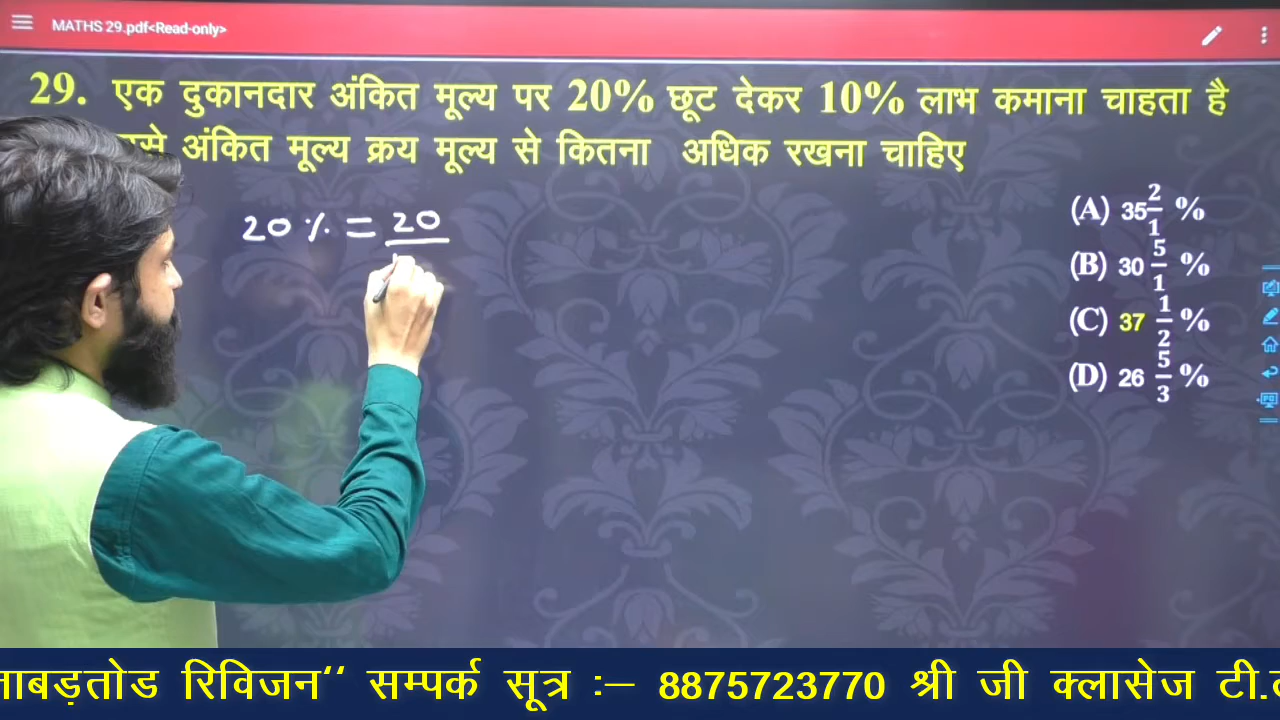 MATHS 29.pdf<Read-only>
29. एक दुकानदार अंकित मूल्य पर 20% छूट देकर 10% लाभ कमाना चाहता है
अंकित मूल्य क्रय मूल्य से कितना अधिक रखना चाहिए
20 % = 20
(A) 35 2/1 %
(B) 30 5/1 %
(C) 37 1/2 %
(D) 26 5/3 %
रिविजन‘‘ सम्पर्क सूत्र :– 8875723770 श्री जी क्लासेज